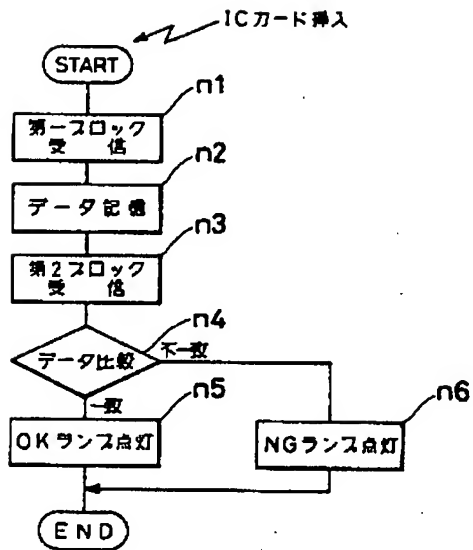 ICカード挿入
START
n1
第一ブロック
受信
n2
データ記憶
n3
第2ブロック
受信
n4
データ比較
不一致
一致
n5
OKランプ点灯
n6
NGランプ点灯
END